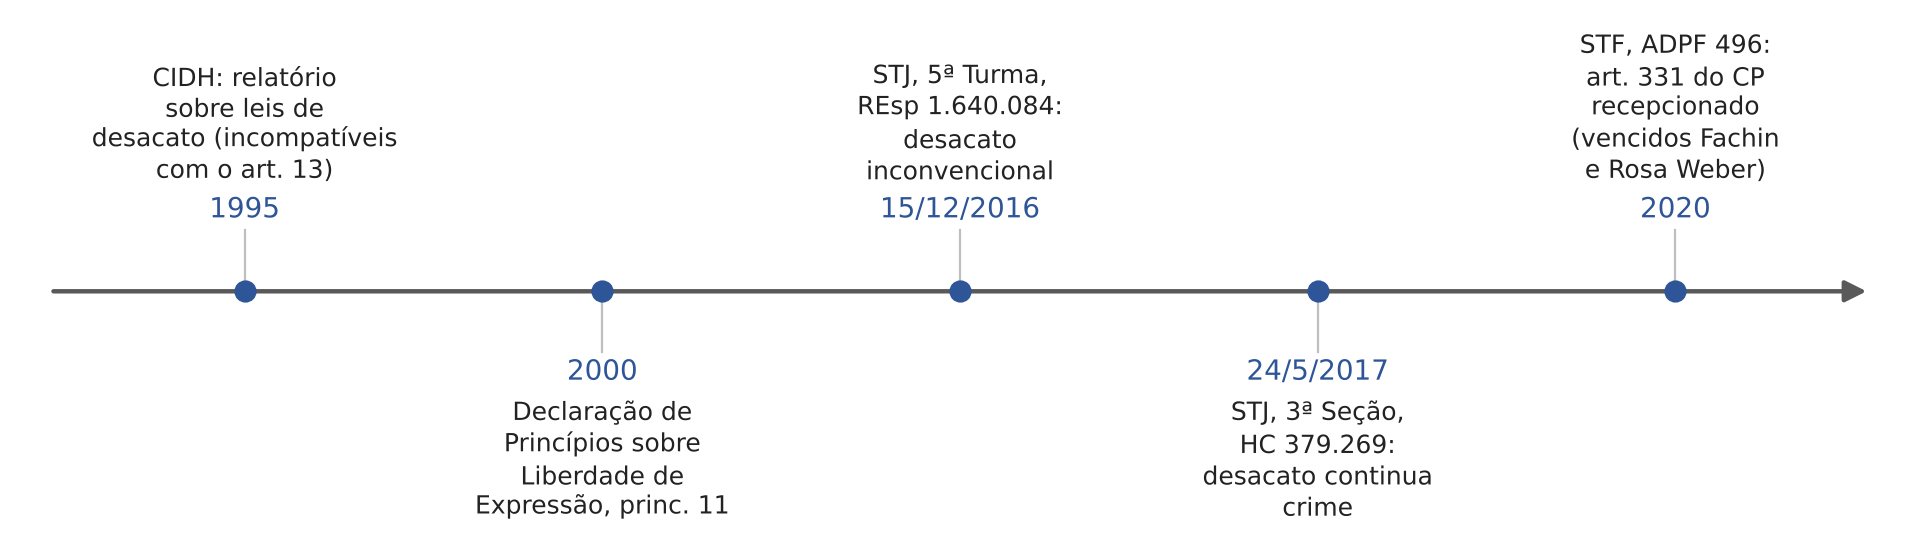 CIDH: relatório
sobre leis de
desacato (incompatíveis
com o art. 13)
1995
2000
Declaração de
Princípios sobre
Liberdade de
Expressão, princ. 11
STJ, 5ª Turma,
REsp 1.640.084:
desacato
inconvencional
15/12/2016
24/5/2017
STJ, 3ª Seção,
HC 379.269:
desacato continua
crime
STF, ADPF 496:
art. 331 do CP
recepcionado
(vencidos Fachin
e Rosa Weber)
2020